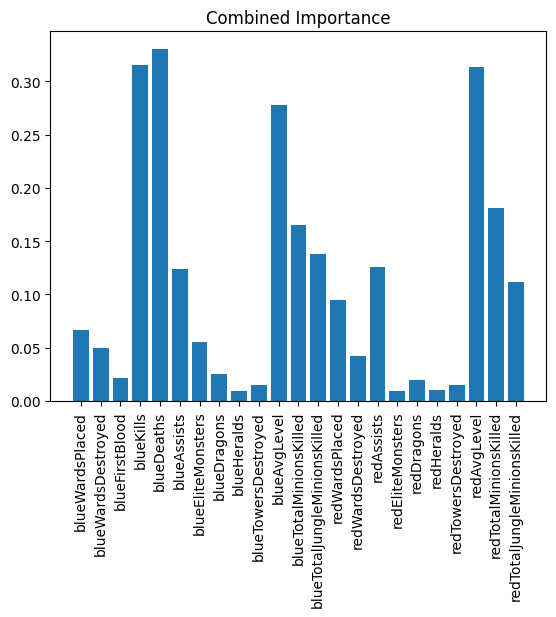 Combined Importance
0.30
0.25
0.20
0.15
0.10
0.05
0.00
blueWardsPlaced
blueWardsDestroyed
blueFirstBlood
blueKills
blueDeaths
blueAssists
blueEliteMonsters
blueDragons
blueHeralds
blueTowersDestroyed
blueAvgLevel
blueTotalMinionsKilled
blueTotalJungleMinionsKilled
redWardsPlaced
redWardsDestroyed
redAssists
redEliteMonsters
redDragons
redHeralds
redTowersDestroyed
redAvgLevel
redTotalMinionsKilled
redTotalJungleMinionsKilled